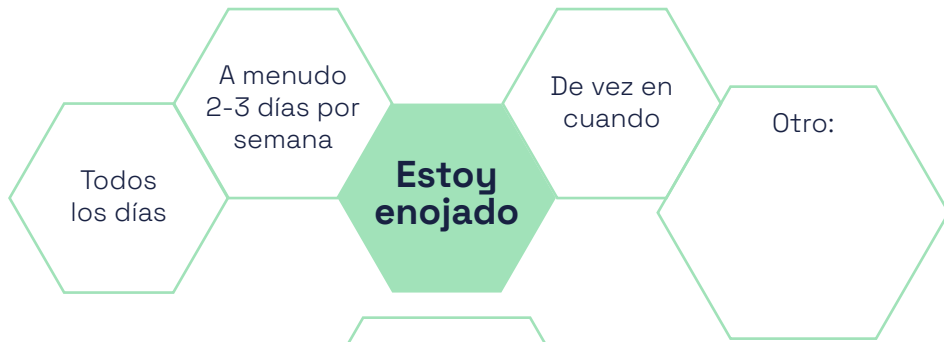 Todos
los días
A menudo
2-3 días por
semana
Estoy
enojado
De vez en
cuando
Otro: